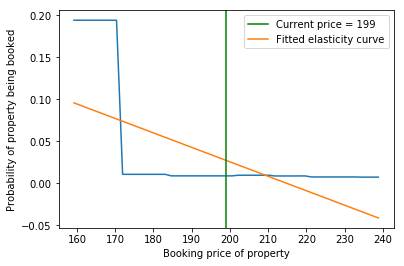 0.20
0.15
0.10
0.05
0.00
−0.05
Probability of property being booked
160 170 180 190 200 210 220 230 240
Booking price of property
Current price = 199
Fitted elasticity curve